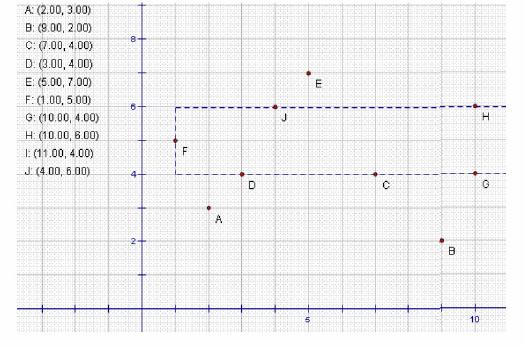 A: (2.00, 3.00)
B: (9.00, 2.00)
C: (7.00, 4.00)
D: (3.00, 4.00)
E: (5.00, 7.00)
F: (1.00, 5.00)
G: (10.00, 4.00)
H: (10.00, 6.00)
I: (11.00, 4.00)
J: (4.00, 6.00)
8
E
6
J
H
F
4
D
C
G
A
2
B
5
10